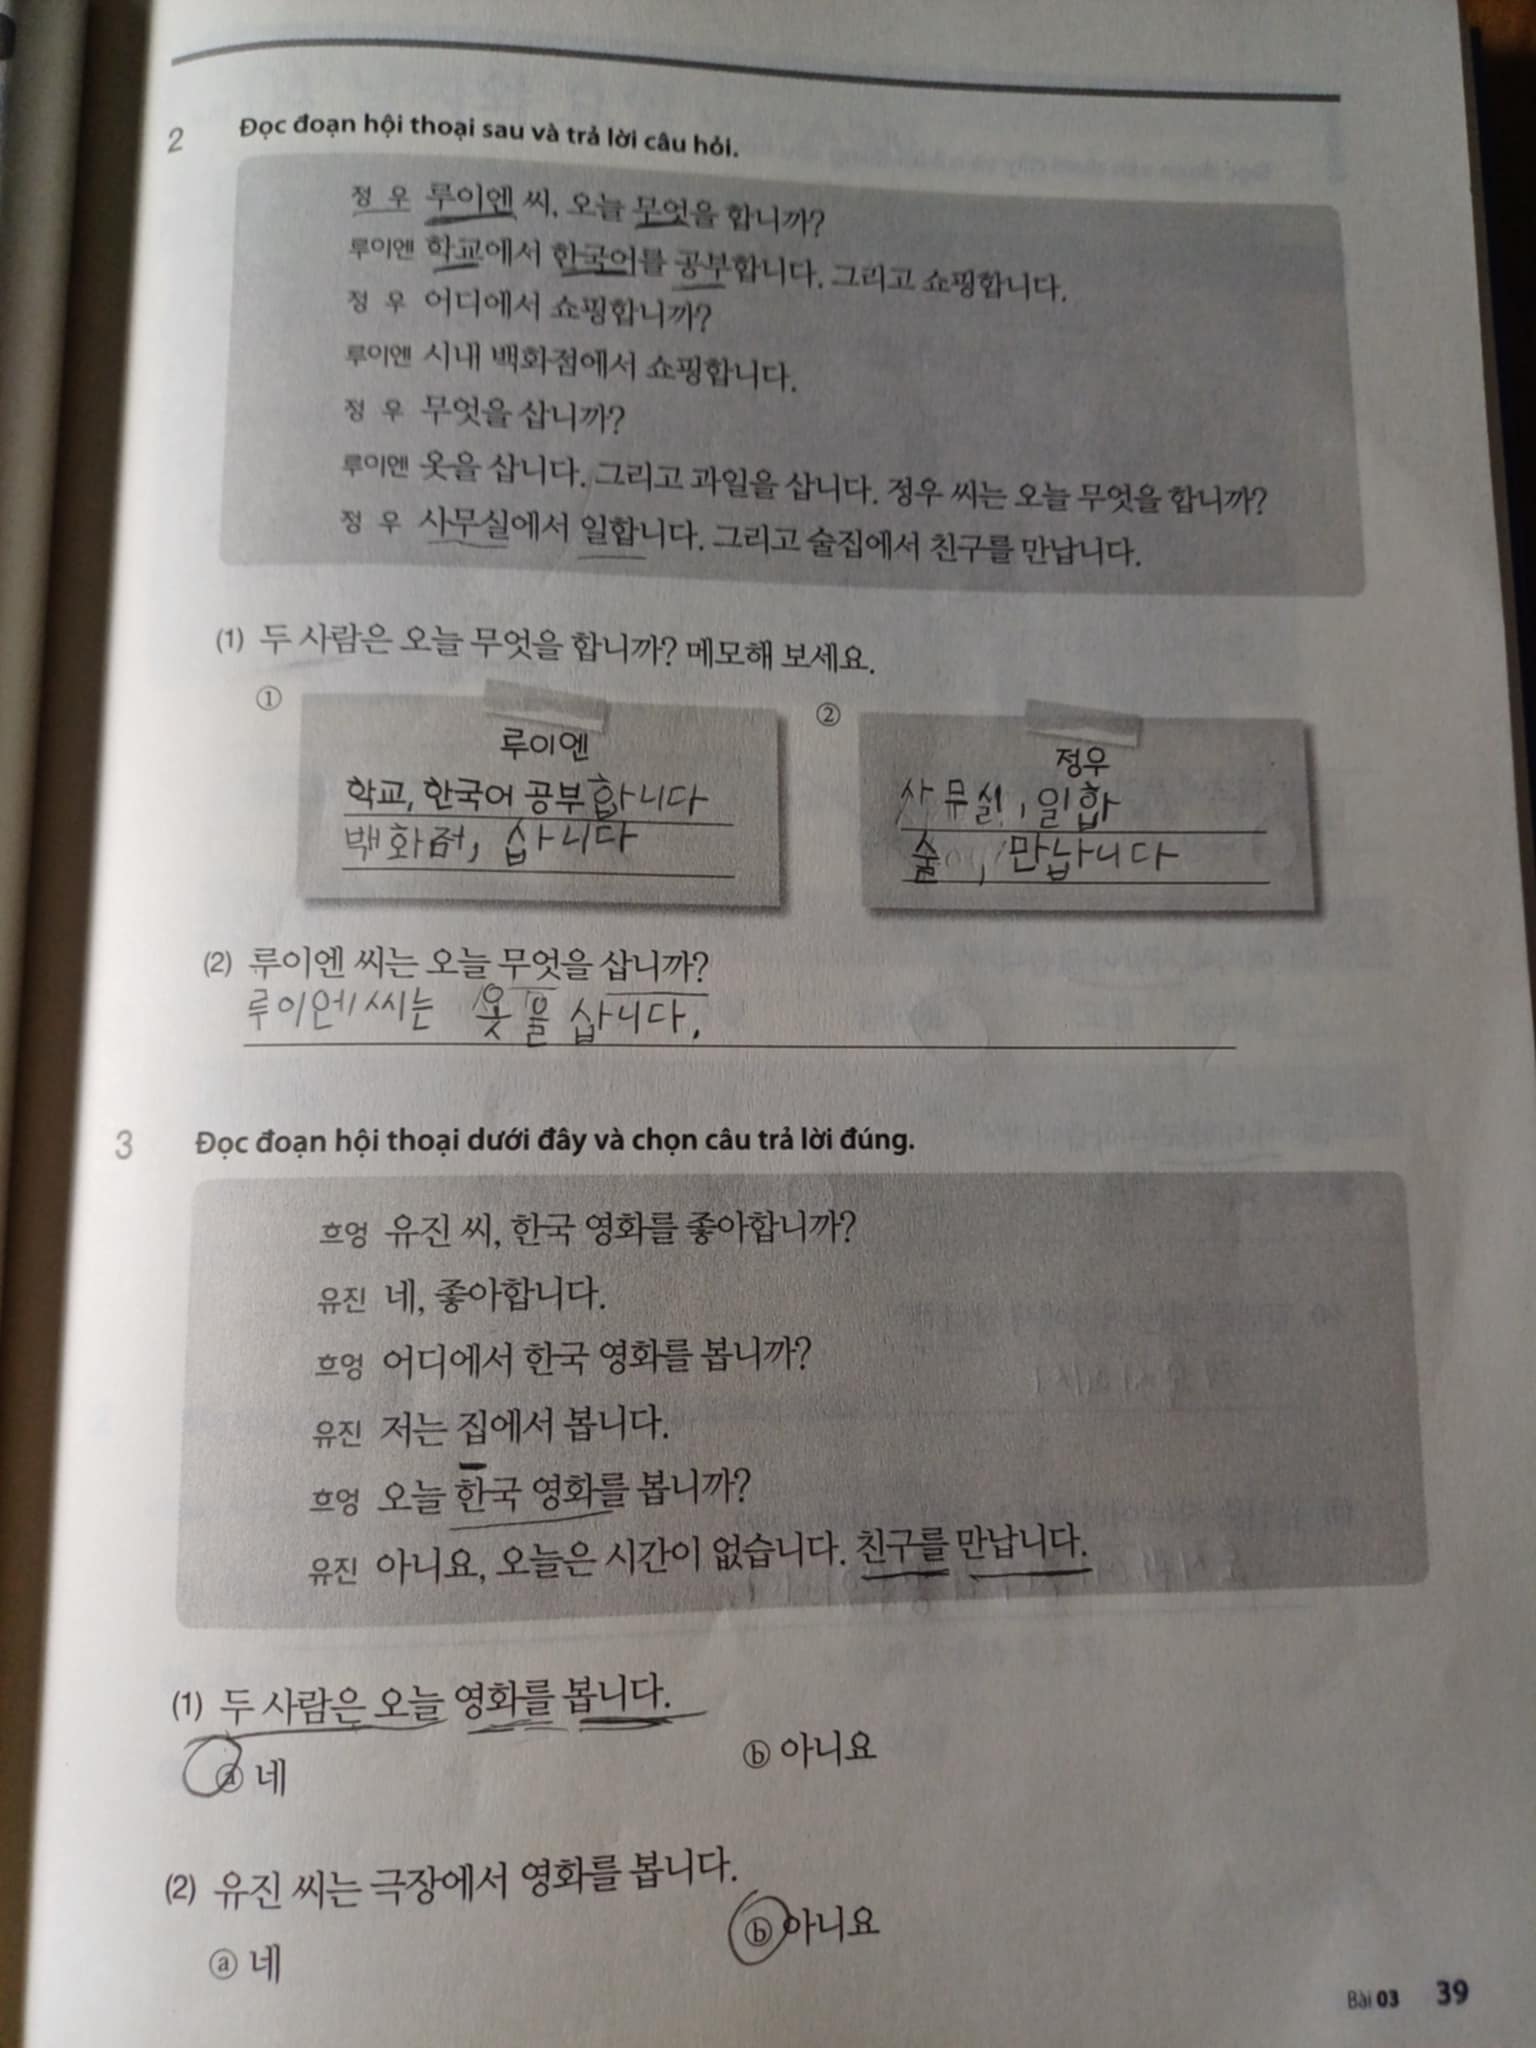 2 Đọc đoạn hội thoại sau và trả lời câu hỏi.
정 우 루이엔 씨, 오늘 무엇을 합니까?
루이엔 학교에서 한국어를 공부합니다. 그리고 쇼핑합니다.
정 우 어디에서 쇼핑합니까?
루이엔 시내 백화점에서 쇼핑합니다.
정 우 무엇을 삽니까?
루이엔 옷을 삽니다. 그리고 과일을 삽니다. 정우 씨는 오늘 무엇을 합니까?
정 우 사무실에서 일합니다. 그리고 술집에서 친구를 만납니다.
(1) 두 사람은 오늘 무엇을 합니까? 메모해 보세요.
① 루이엔
학교, 한국어 공부합니다
백화점, 삽니다
② 정우
사뮤실, 일합
술 , 만납니다
(2) 류이엔 씨는 오늘 무엇을 삽니까?
루이에씨는 옷을 삽니다.
3 Đọc đoạn hội thoại dưới đây và chọn câu trả lời đúng.
흐엉 유진 씨, 한국 영화를 좋아합니까?
유진 네, 좋아합니다.
흐엉 어디에서 한국 영화를 봅니까?
유진 저는 집에서 봅니다.
흐엉 오늘 한국 영화를 봅니까?
유진 아니요, 오늘은 시간이 없습니다. 친구를 만납니다.
(1) 두 사람은 오늘 영화를 봅니다.
ⓐ 네 ⓑ 아니요
(2) 유진 씨는 극장에서 영화를 봅니다.
ⓐ 네 ⓑ 아니요
Bài 03 39